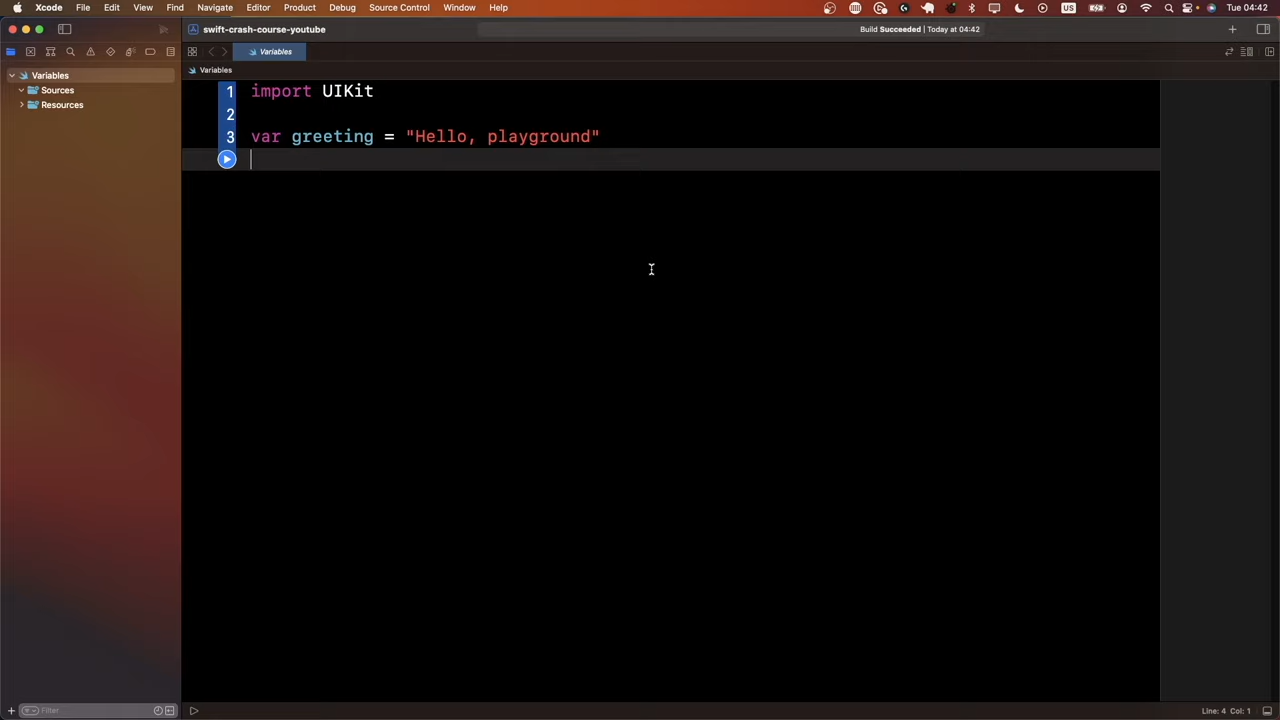 Xcode File Edit View Find Navigate Editor Product Debug Source Control Window Help US Tue 04:42
swift-crash-course-youtube Build Succeeded | Today at 04:42
Variables
Variables
Variables
Sources
Resources
1 import UIKit
2
3 var greeting = "Hello, playground"
Filter
Line: 4 Col: 1